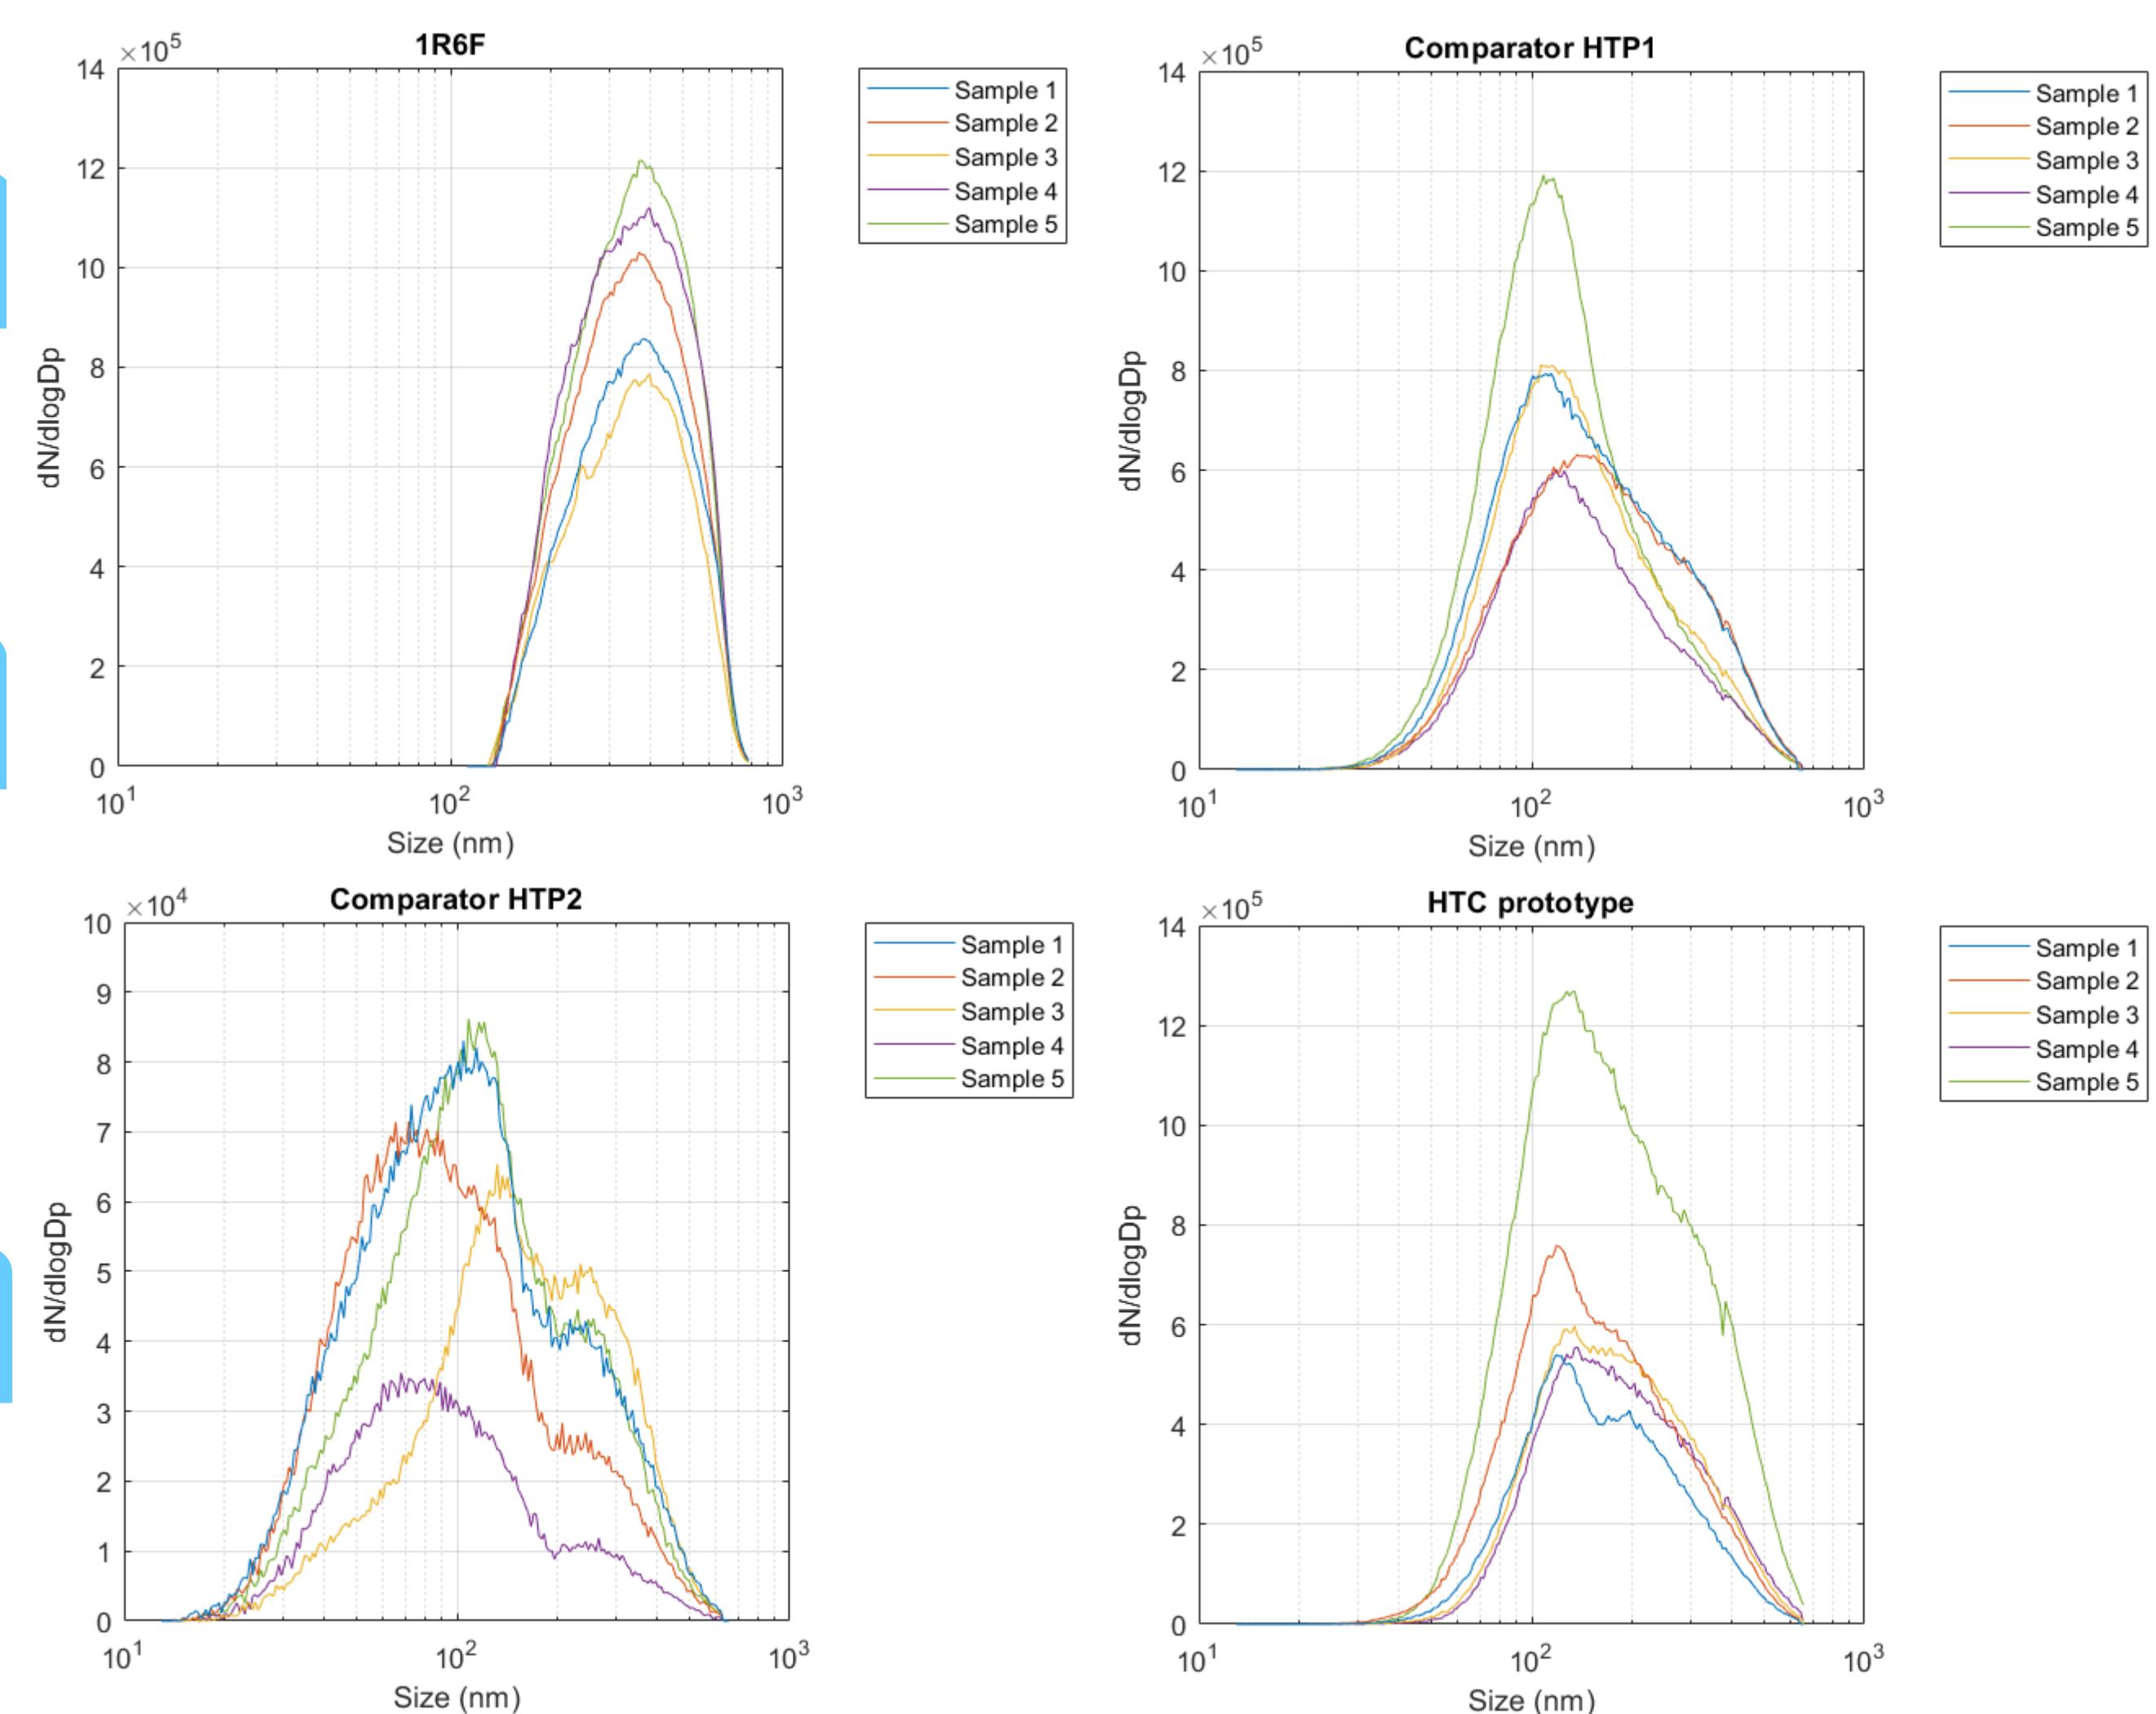 1R6F
×10^5
14
12
10
8
6
4
2
0
dN/dlogDp
10^1
10^2
10^3
Size (nm)
Sample 1
Sample 2
Sample 3
Sample 4
Sample 5
Comparator HTP1
×10^5
14
12
10
8
6
4
2
0
dN/dlogDp
10^1
10^2
10^3
Size (nm)
Sample 1
Sample 2
Sample 3
Sample 4
Sample 5
Comparator HTP2
×10^4
10
9
8
7
6
5
4
3
2
1
0
dN/dlogDp
10^1
10^2
10^3
Size (nm)
Sample 1
Sample 2
Sample 3
Sample 4
Sample 5
HTC prototype
×10^5
14
12
10
8
6
4
2
0
dN/dlogDp
10^1
10^2
10^3
Size (nm)
Sample 1
Sample 2
Sample 3
Sample 4
Sample 5